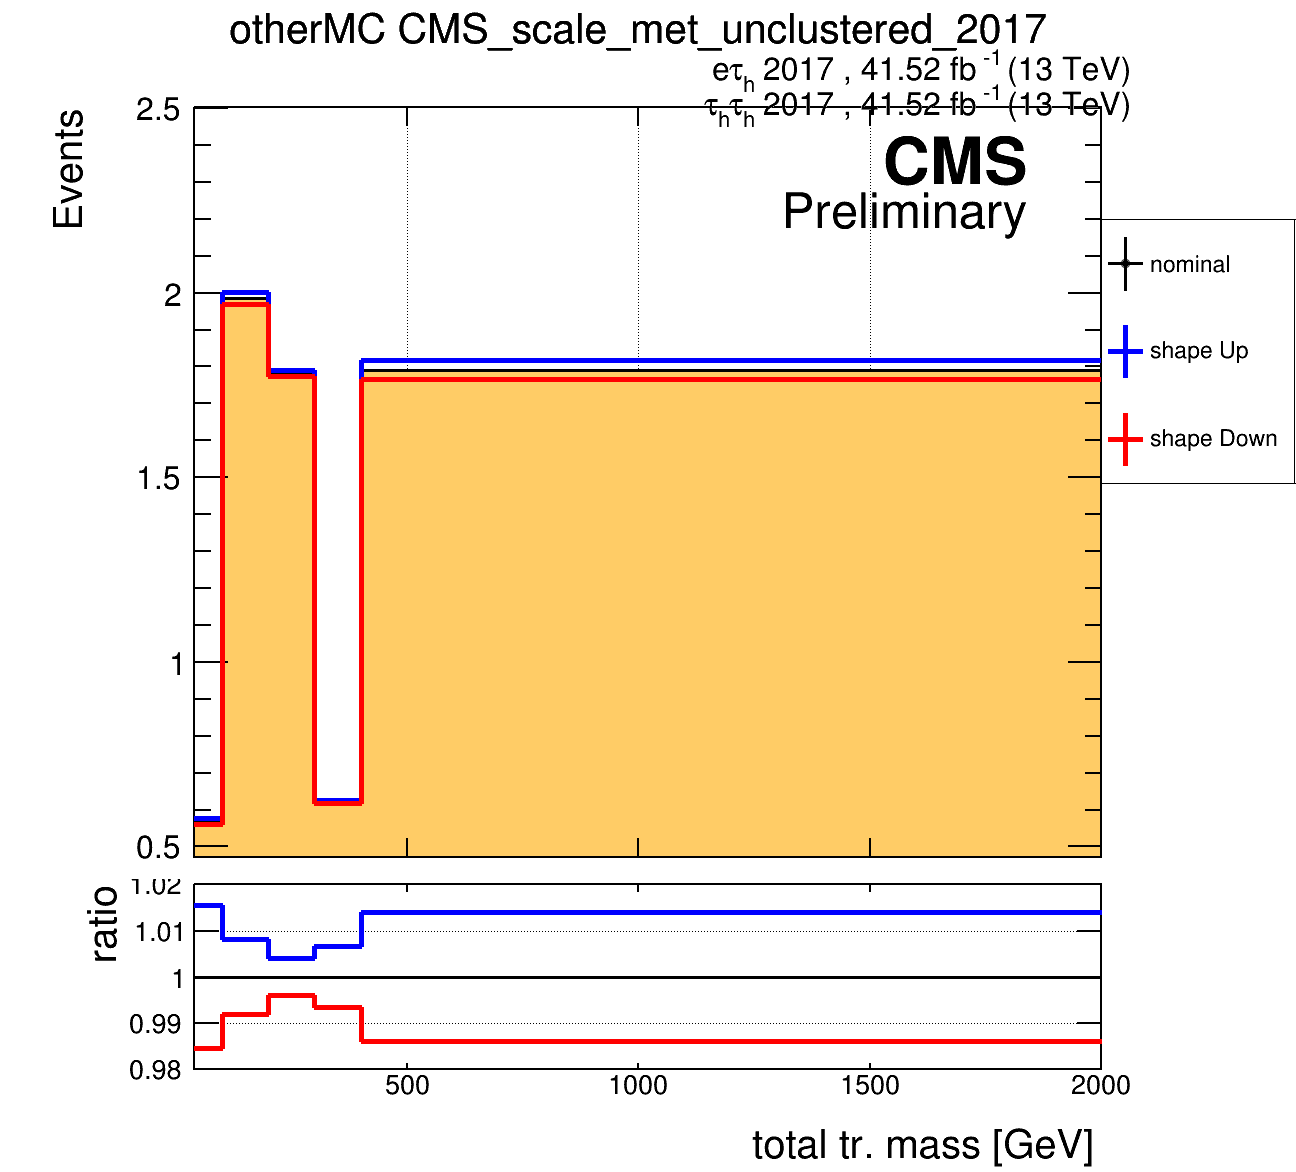 otherMC CMS_scale_met_unclustered_2017
eτh 2017 , 41.52 fb-1 (13 TeV)
τhτh 2017 , 41.52 fb-1 (13 TeV)
CMS
Preliminary
Events
2.5
2
1.5
1
0.5
nominal
shape Up
shape Down
ratio
1.02
1.01
1
0.99
0.98
500 1000 1500 2000
total tr. mass [GeV]